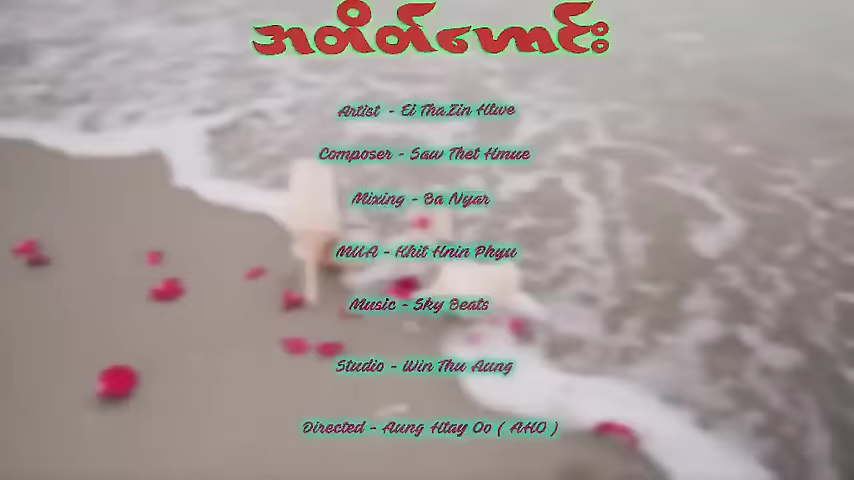 အတိတ်ဟောင်း
Artist - Ei ThaZin Hlwe
Composer - Saw Thet Hmue
Mixing - Ba Nyar
MUA - Khit Hnin Phyu
Music - Sky Beats
Studio - Win Thu Aung
Directed - Aung Htay Oo ( AHO )